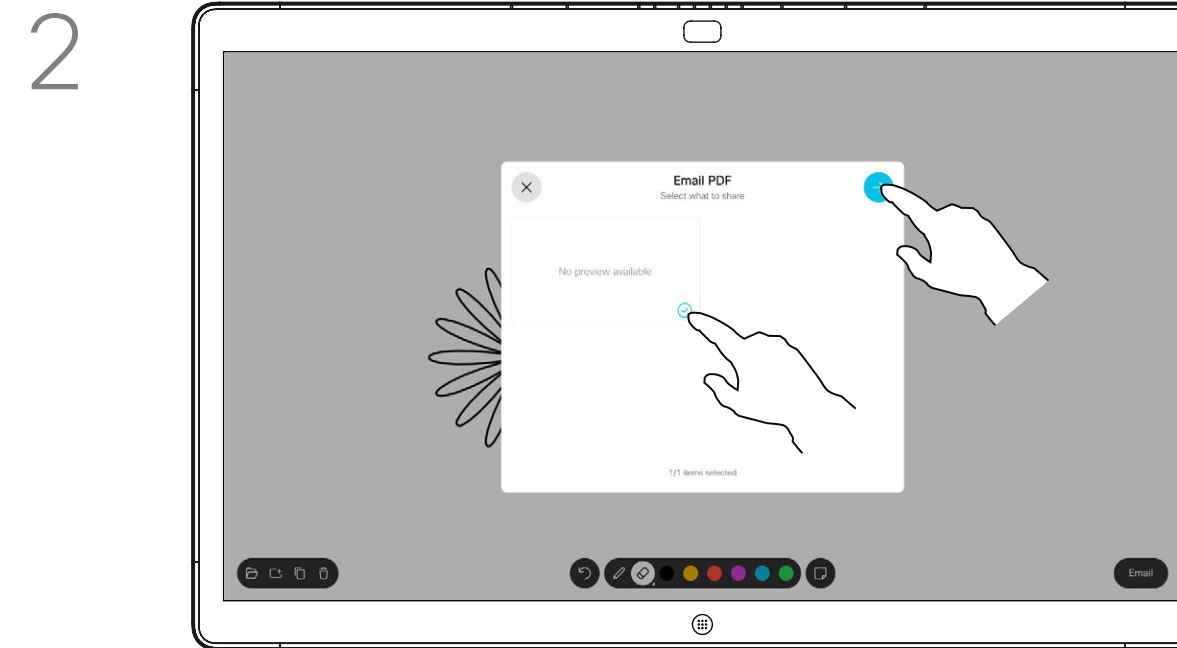 2
Email PDF
Select what to share
No preview available
1/1 items selected
Email